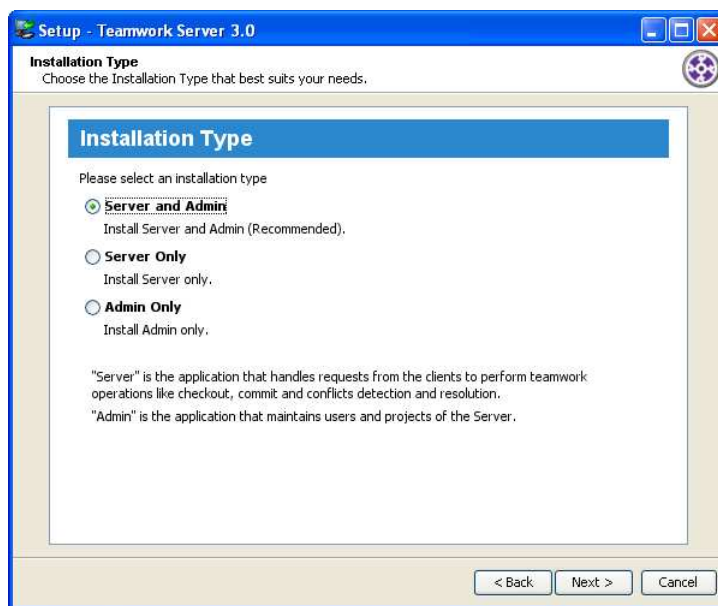 Setup - Teamwork Server 3.0
Installation Type
Choose the Installation Type that best suits your needs.
Installation Type
Please select an installation type
Server and Admin
Install Server and Admin (Recommended).
Server Only
Install Server only.
Admin Only
Install Admin only.
"Server" is the application that handles requests from the clients to perform teamwork
operations like checkout, commit and conflicts detection and resolution.
"Admin" is the application that maintains users and projects of the Server.
< Back Next > Cancel